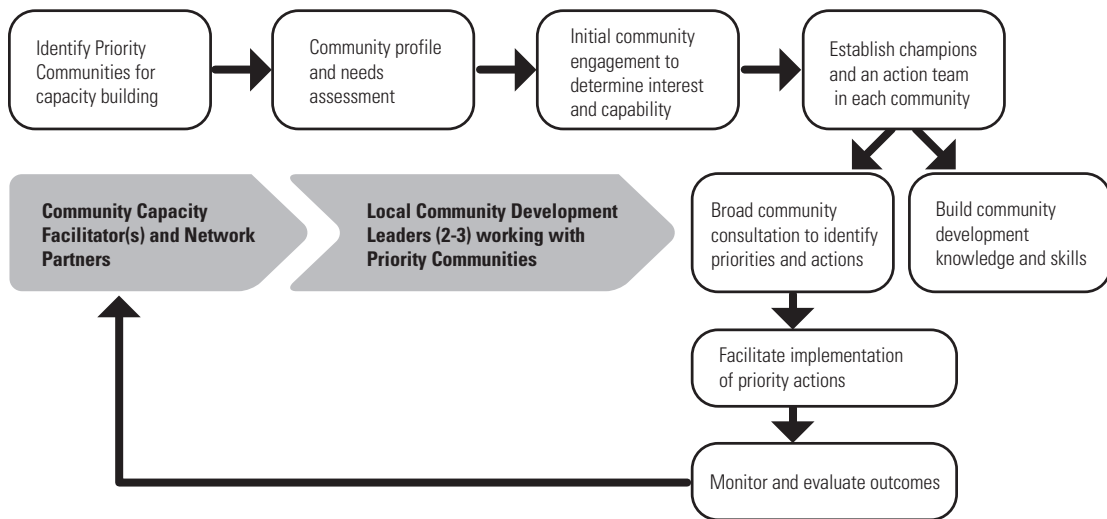 Identify Priority
Communities for
capacity building
Community profile
and needs
assessment
Initial community
engagement to
determine interest
and capability
Establish champions
and an action team
in each community
Community Capacity
Facilitator(s) and Network
Partners
Local Community Development
Leaders (2-3) working with
Priority Communities
Broad community
consultation to identify
priorities and actions
Build community
development
knowledge and skills
Facilitate implementation
of priority actions
Monitor and evaluate outcomes